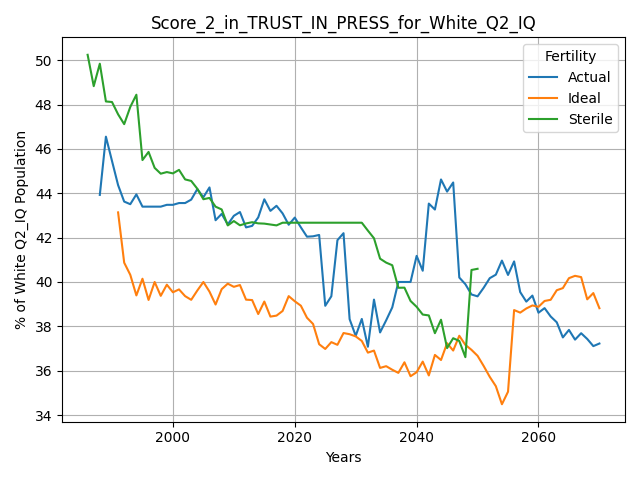 Score_2_in_TRUST_IN_PRESS_for_White_Q2_IQ
Fertility
Actual
Ideal
Sterile
% of White Q2_IQ Population
50
48
46
44
42
40
38
36
34
2000
2020
2040
2060
Years